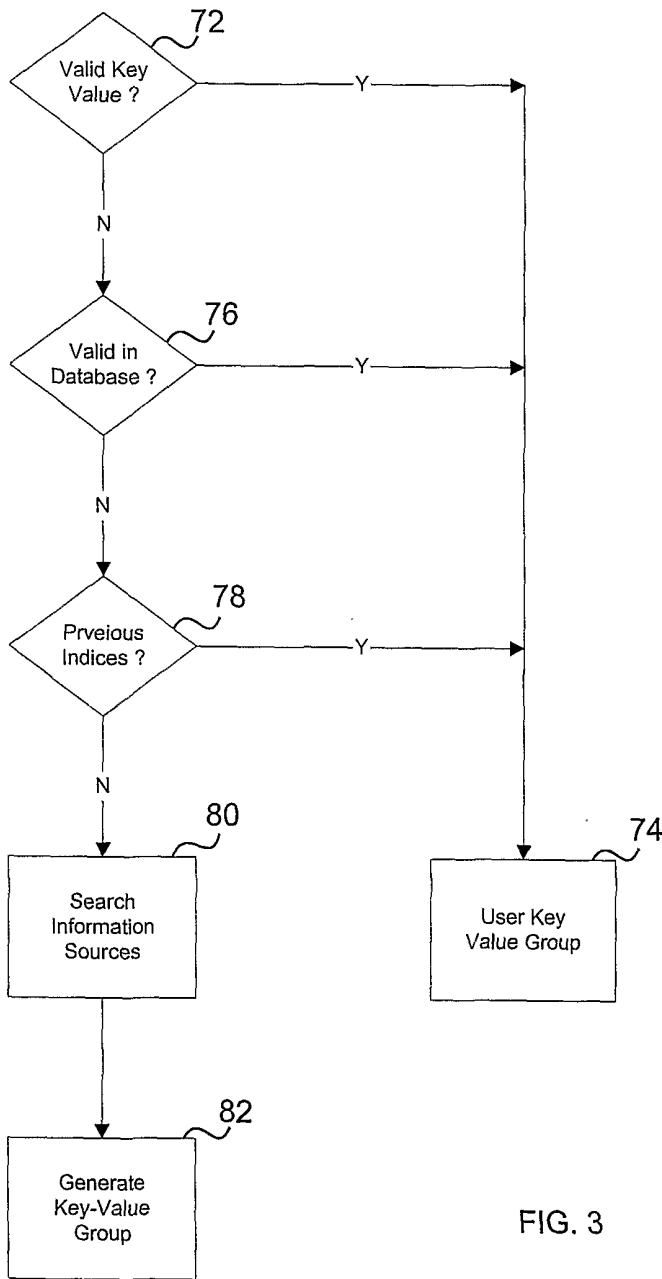 72
Valid Key
Value ?
Y
N
76
Valid in
Database ?
Y
N
78
Prveious
Indices ?
Y
N
80
Search
Information
Sources
74
User Key
Value Group
82
Generate
Key-Value
Group
FIG. 3